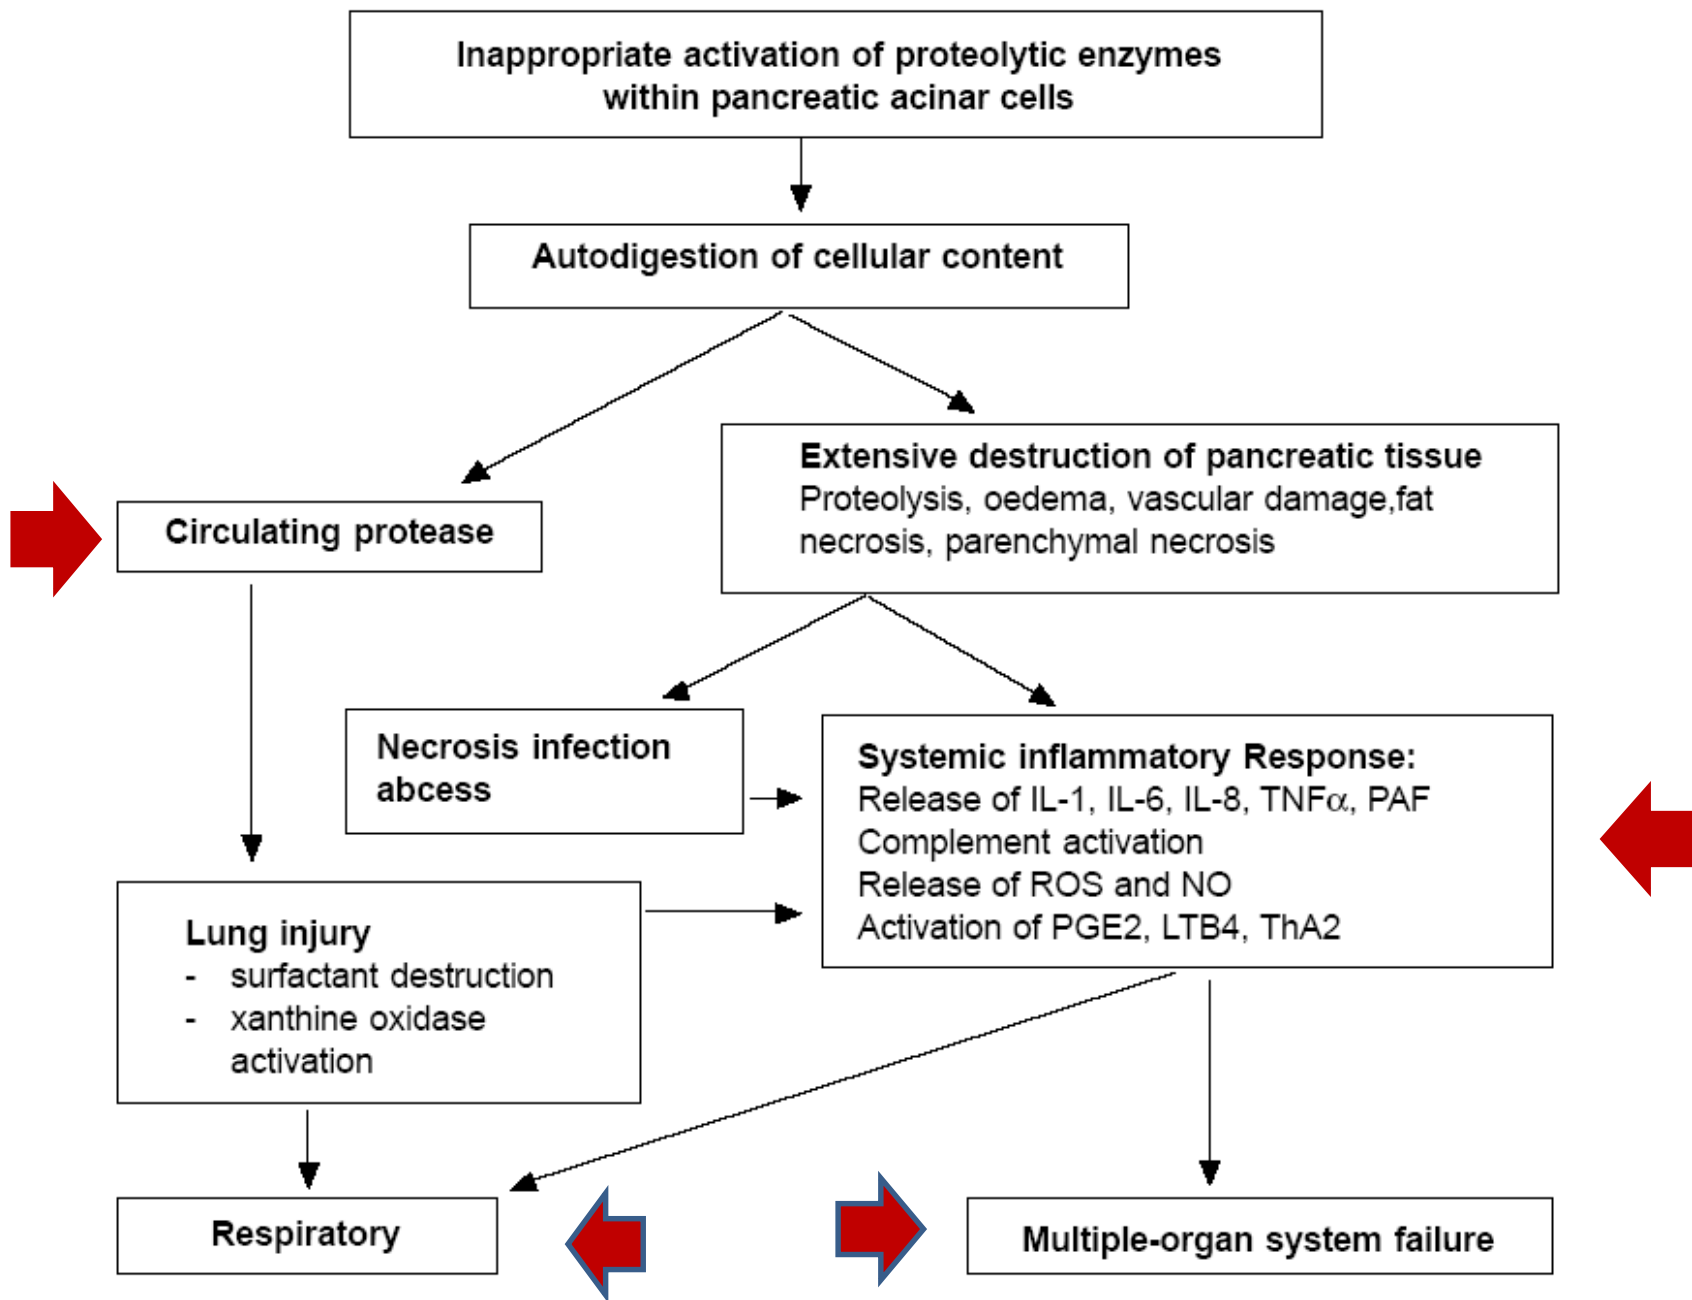 Inappropriate activation of proteolytic enzymes
within pancreatic acinar cells
Autodigestion of cellular content
Extensive destruction of pancreatic tissue
Proteolysis, oedema, vascular damage,fat
necrosis, parenchymal necrosis
Circulating protease
Necrosis infection
abcess
Systemic inflammatory Response:
Release of IL-1, IL-6, IL-8, TNFα, PAF
Complement activation
Release of ROS and NO
Activation of PGE2, LTB4, ThA2
Lung injury
- surfactant destruction
- xanthine oxidase
activation
Respiratory
Multiple-organ system failure